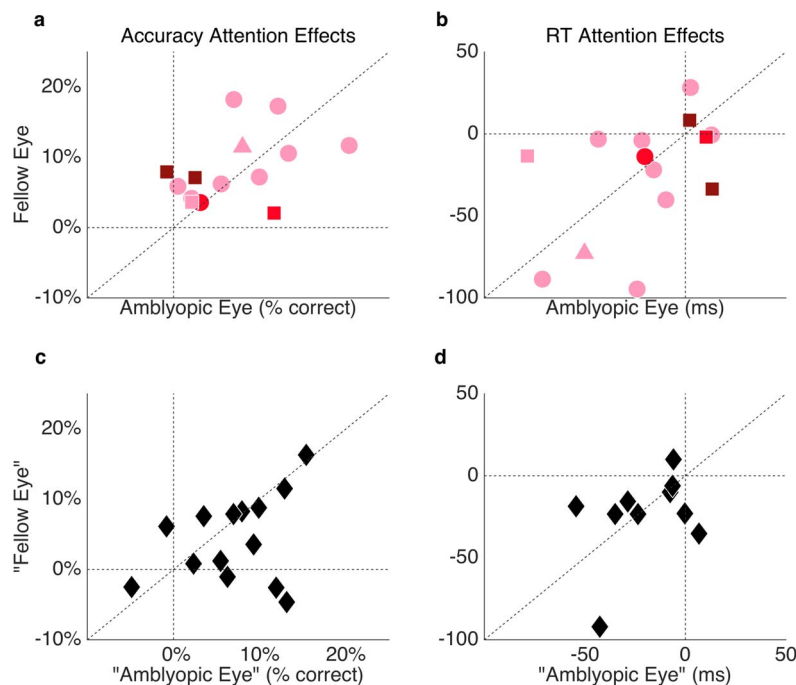 a
Accuracy Attention Effects
20%
10%
0%
-10%
Fellow Eye
Amblyopic Eye (% correct)
b
RT Attention Effects
50
0
-50
-100
Amblyopic Eye (ms)
c
20%
10%
0%
-10%
"Fellow Eye"
0% 10% 20%
"Amblyopic Eye" (% correct)
d
50
0
-50
-100
-50 0 50
"Amblyopic Eye" (ms)